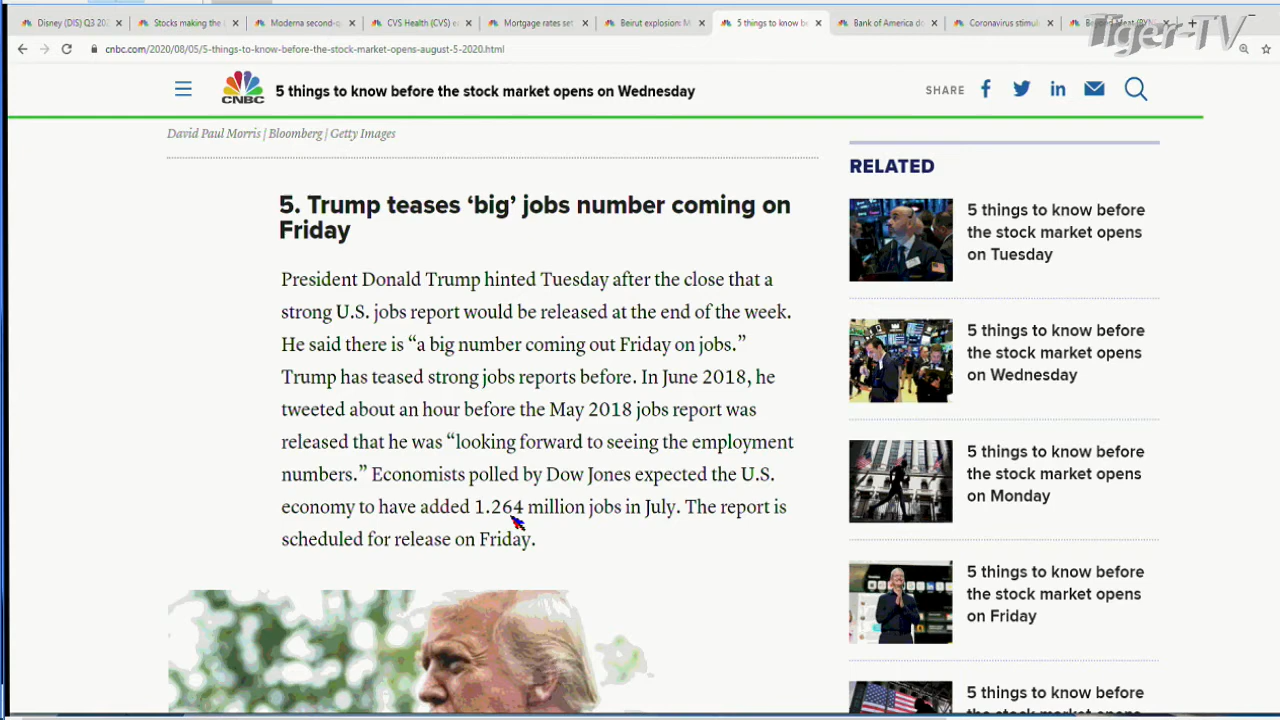 Disney (DIS) Q3 202
Stocks making the
Moderna second-q
CVS Health (CVS) e
Mortgage rates set
Beirut explosion: M
5 things to know be
Bank of America do
Coronavirus stimul
Tiger-TV
cnbc.com/2020/08/05/5-things-to-know-before-the-stock-market-opens-august-5-2020.html
CNBC
5 things to know before the stock market opens on Wednesday
SHARE
David Paul Morris | Bloomberg | Getty Images
5. Trump teases ‘big’ jobs number coming on
Friday
President Donald Trump hinted Tuesday after the close that a
strong U.S. jobs report would be released at the end of the week.
He said there is “a big number coming out Friday on jobs.”
Trump has teased strong jobs reports before. In June 2018, he
tweeted about an hour before the May 2018 jobs report was
released that he was “looking forward to seeing the employment
numbers.” Economists polled by Dow Jones expected the U.S.
economy to have added 1.264 million jobs in July. The report is
scheduled for release on Friday.
RELATED
5 things to know before
the stock market opens
on Tuesday
5 things to know before
the stock market opens
on Wednesday
5 things to know before
the stock market opens
on Monday
5 things to know before
the stock market opens
on Friday
5 things to know before